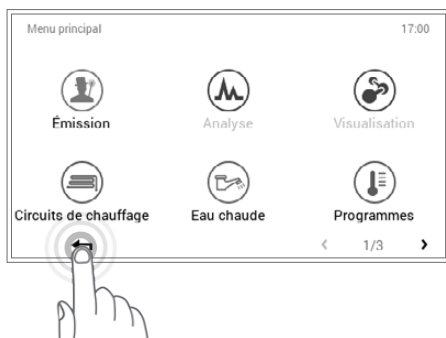 Menu principal 17:00
Émission Analyse Visualisation
Circuits de chauffage Eau chaude Programmes
1/3